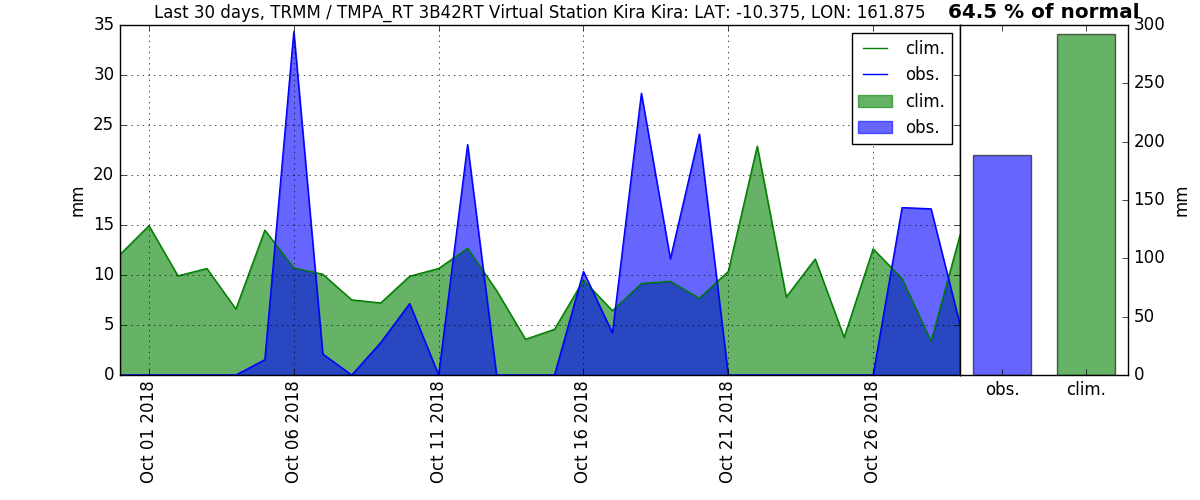 Last 30 days, TRMM / TMPA_RT 3B42RT Virtual Station Kira Kira: LAT: -10.375, LON: 161.875
64.5 % of normal
35
30
25
20
15
10
5
0
mm
clim.
obs.
clim.
obs.
300
250
200
150
100
50
0
mm
Oct 01 2018
Oct 06 2018
Oct 11 2018
Oct 16 2018
Oct 21 2018
Oct 26 2018
obs.
clim.